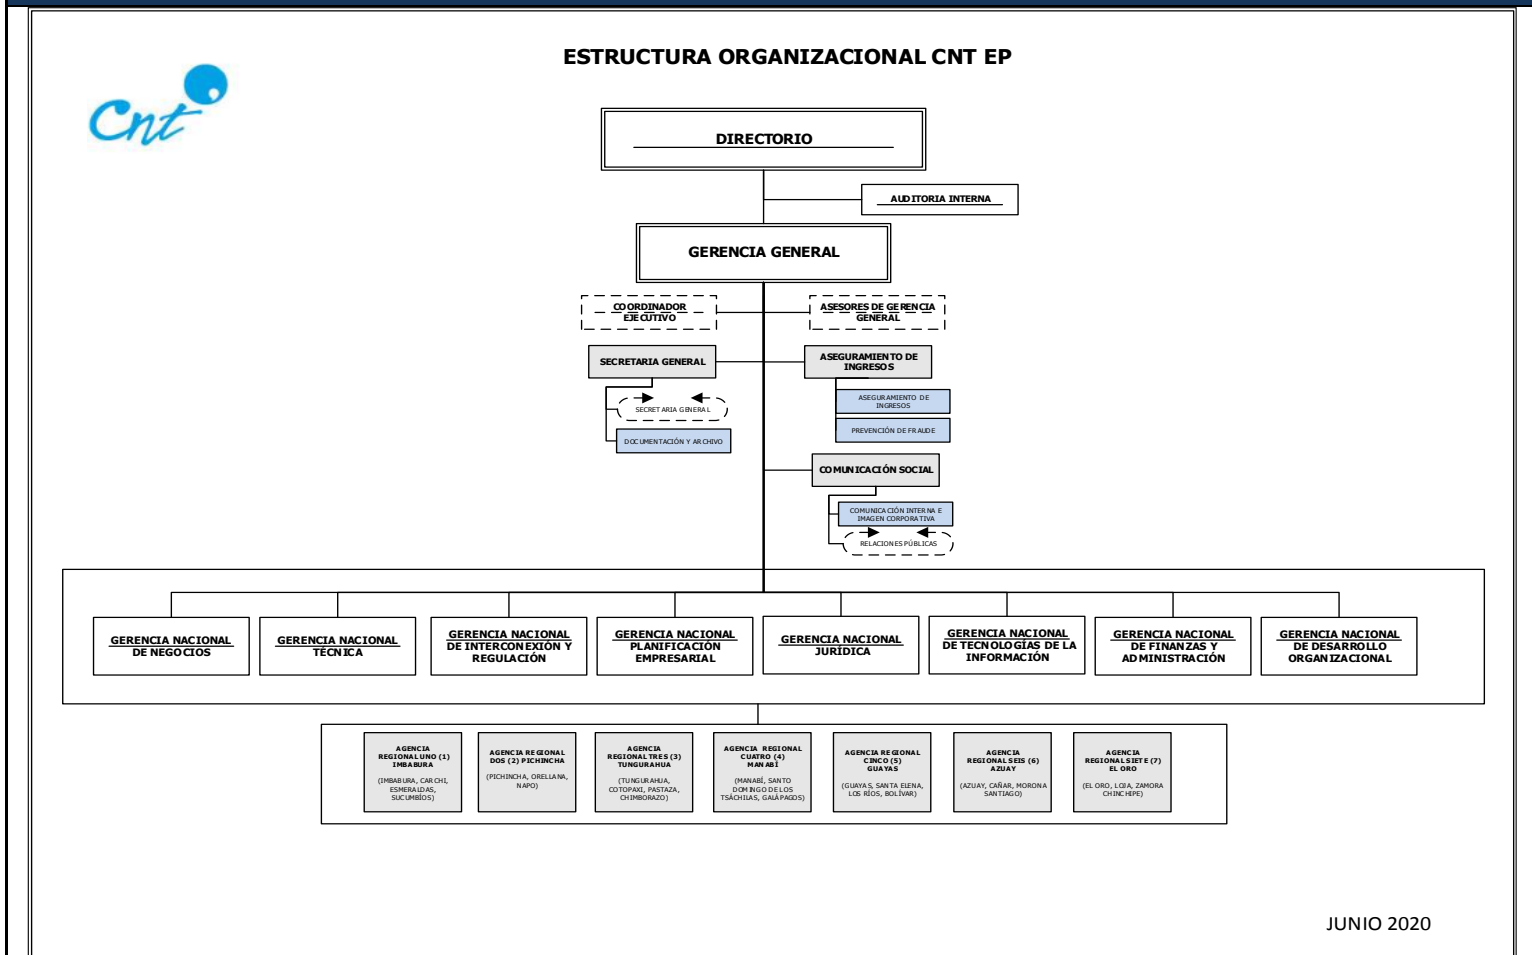 ESTRUCTURA ORGANIZACIONAL CNT EP
Cnt
DIRECTORIO
AUDITORIA INTERNA
GERENCIA GENERAL
COORDINADOR
EJECUTIVO
ASESORES DE GERENCIA
GENERAL
SECRETARIA GENERAL
SECRETARIA GENERAL
DOCUMENTACIÓN Y ARCHIVO
ASEGURAMIENTO DE
INGRESOS
ASEGURAMIENTO DE
INGRESOS
PREVENCIÓN DE FRAUDE
COMUNICACIÓN SOCIAL
COMUNICACIÓN INTERNA E
IMAGEN CORPORATIVA
RELACIONES PÚBLICAS
GERENCIA NACIONAL
DE NEGOCIOS
GERENCIA NACIONAL
TÉCNICA
GERENCIA NACIONAL
DE INTERCONEXIÓN Y
REGULACIÓN
GERENCIA NACIONAL
PLANIFICACIÓN
EMPRESARIAL
GERENCIA NACIONAL
JURÍDICA
GERENCIA NACIONAL
DE TECNOLOGÍAS DE LA
INFORMACIÓN
GERENCIA NACIONAL
DE FINANZAS Y
ADMINISTRACIÓN
GERENCIA NACIONAL
DE DESARROLLO
ORGANIZACIONAL
AGENCIA
REGIONAL UNO (1)
IMBABURA
(IMBABURA, CARCHI,
ESMERALDAS,
SUCUMBÍOS)
AGENCIA REGIONAL
DOS (2) PICHINCHA
(PICHINCHA, ORELLANA,
NAPO)
AGENCIA
REGIONAL TRES (3)
TUNGURAHUA
(TUNGURAHUA,
COTOPAXI, PASTAZA,
CHIMBORAZO)
AGENCIA REGIONAL
CUATRO (4)
MANABÍ
(MANABÍ, SANTO
DOMINGO DE LOS
TSÁCHILAS, GALÁPAGOS)
AGENCIA REGIONAL
CINCO (5)
GUAYAS
(GUAYAS, SANTA ELENA,
LOS RÍOS, BOLÍVAR)
AGENCIA
REGIONAL SEIS (6)
AZUAY
(AZUAY, CAÑAR, MORONA
SANTIAGO)
AGENCIA
REGIONAL SIETE (7)
EL ORO
(EL ORO, LOJA, ZAMORA
CHINCHIPE)
JUNIO 2020